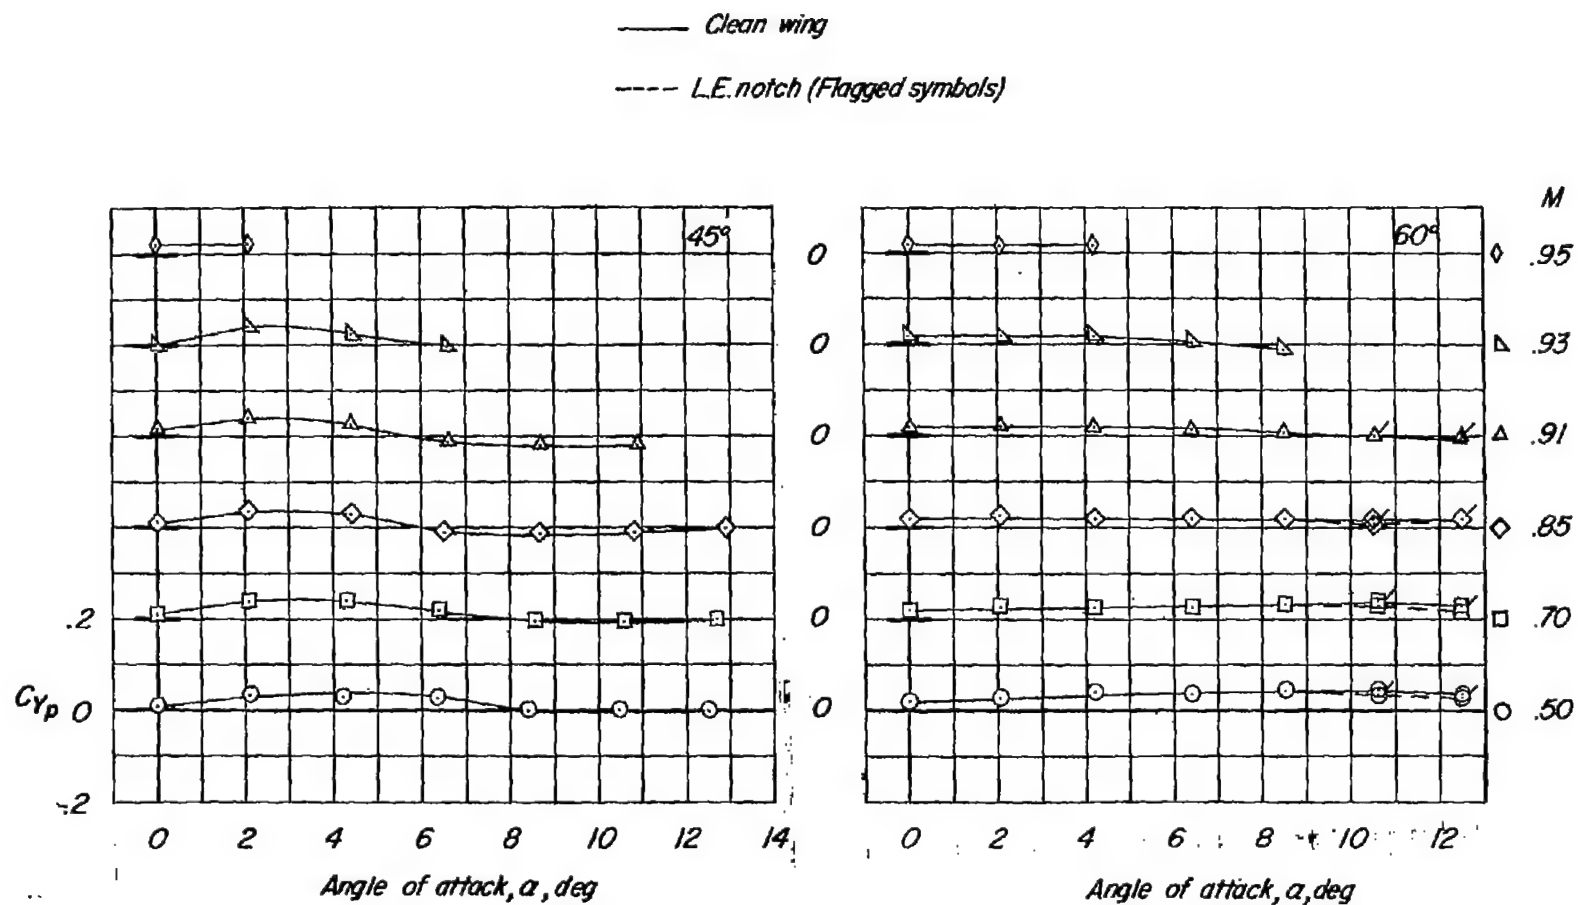 Clean wing
L.E. notch (Flagged symbols)
M
45° 0 60° .95
0 .93
0 .91
0 .85
.2 0 .70
CYp 0 0 .50
-.2
0 2 4 6 8 10 12 14 0 2 4 6 8 10 12
Angle of attack, α, deg Angle of attack, α, deg